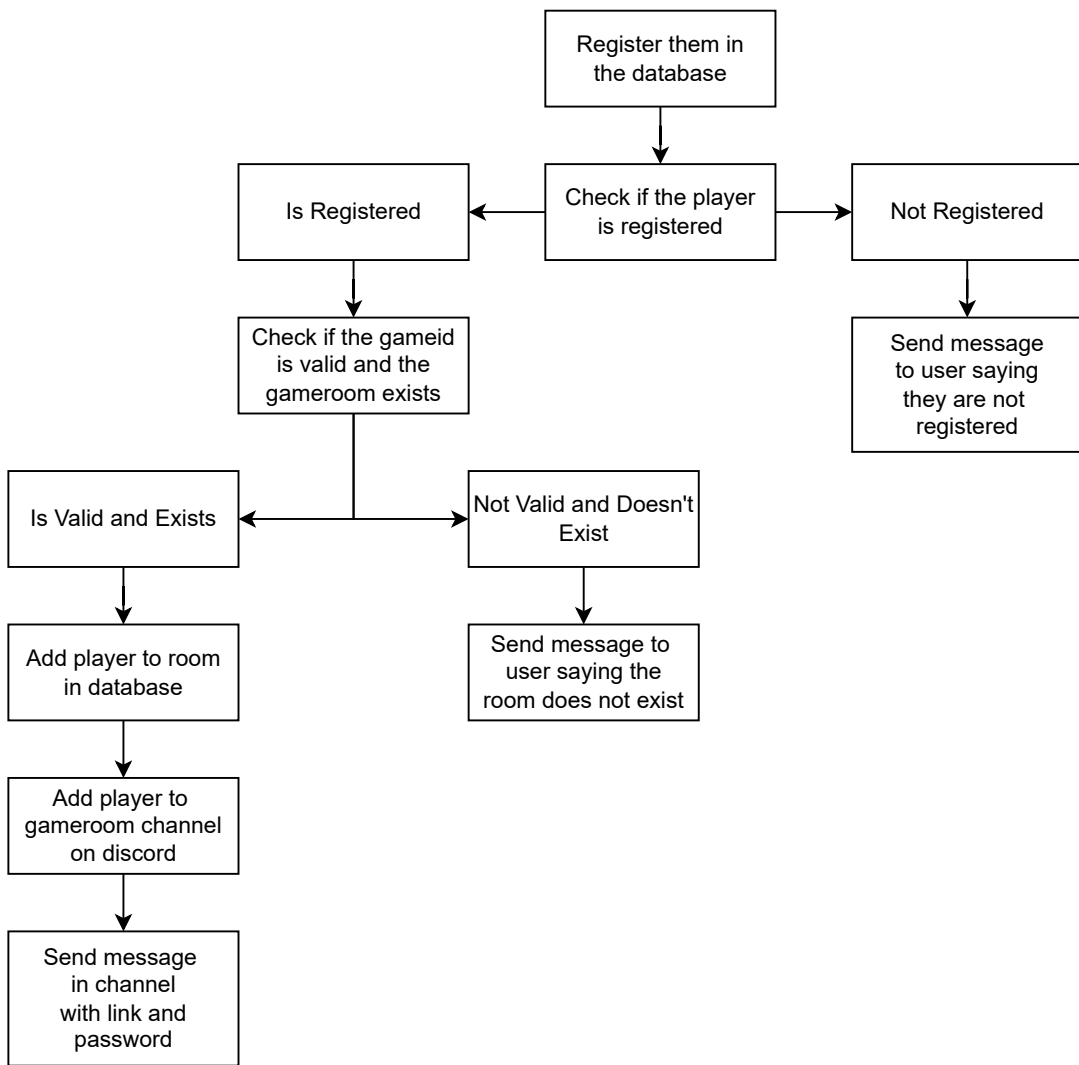 Register them in
the database
Is Registered
Check if the player
is registered
Not Registered
Check if the gameid
is valid and the
gameroom exists
Send message
to user saying
they are not
registered
Is Valid and Exists
Not Valid and Doesn't
Exist
Add player to room
in database
Send message to
user saying the
room does not exist
Add player to
gameroom channel
on discord
Send message
in channel
with link and
password